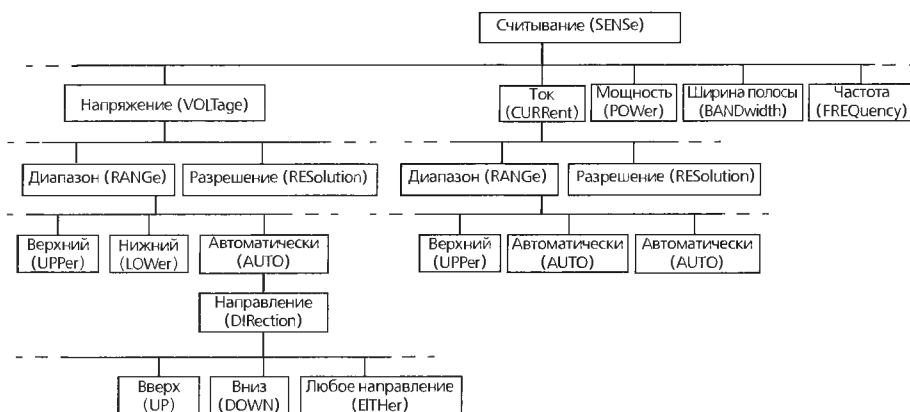 Считывание (SENSe)
Напряжение (VOLTage)
Ток
(CURRent)
Мощность
(POWer)
Ширина полосы
(BANDwidth)
Частота
(FREQuency)
Диапазон (RANGe)
Разрешение (RESolution)
Диапазон (RANGe)
Разрешение (RESolution)
Верхний
(UPPer)
Нижний
(LOWer)
Автоматически
(AUTO)
Верхний
(UPPer)
Автоматически
(AUTO)
Автоматически
(AUTO)
Направление
(DIRection)
Вверх
(UP)
Вниз
(DOWN)
Любое направление
(EITHer)